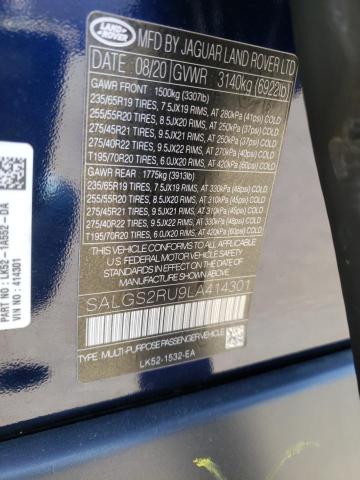 LAND
ROVER
MFD BY JAGUAR LAND ROVER LTD
DATE 08/20 GVWR 3140kg (6922lb)
GAWR FRONT 1500kg (3307lb)
235/65R19 TIRES, 7.5JX19 RIMS, AT 280kPa (41psi) COLD
255/55R20 TIRES, 8.5JX20 RIMS, AT 250kPa (37psi) COLD
275/45R21 TIRES, 9.5JX21 RIMS, AT 250kPa (37psi) COLD
275/40R22 TIRES, 9.5JX22 RIMS, AT 270kPa (40psi) COLD
T195/70R20 TIRES, 6.0JX20 RIMS, AT 420kPa (60psi) COLD
GAWR REAR 1775kg (3913lb)
235/65R19 TIRES, 7.5JX19 RIMS, AT 330kPa (48psi) COLD
255/55R20 TIRES, 8.5JX20 RIMS, AT 310kPa (45psi) COLD
275/45R21 TIRES, 9.5JX21 RIMS, AT 310kPa (45psi) COLD
275/40R22 TIRES, 9.5JX22 RIMS, AT 330kPa (48psi) COLD
T195/70R20 TIRES, 6.0JX20 RIMS, AT 420kPa (60psi) COLD
THIS VEHICLE CONFORMS TO ALL APPLICABLE
U.S FEDERAL MOTOR VEHICLE SAFETY
STANDARDS IN EFFECT ON THE DATE OF
MANUFACTURE SHOWN ABOVE.
SALGS2RU9LA414301
TYPE: MULTI-PURPOSE PASSENGER VEHICLE
LK52-1532-EA
LABEL PART No : LK52-1A552-DA
VIN : 414301